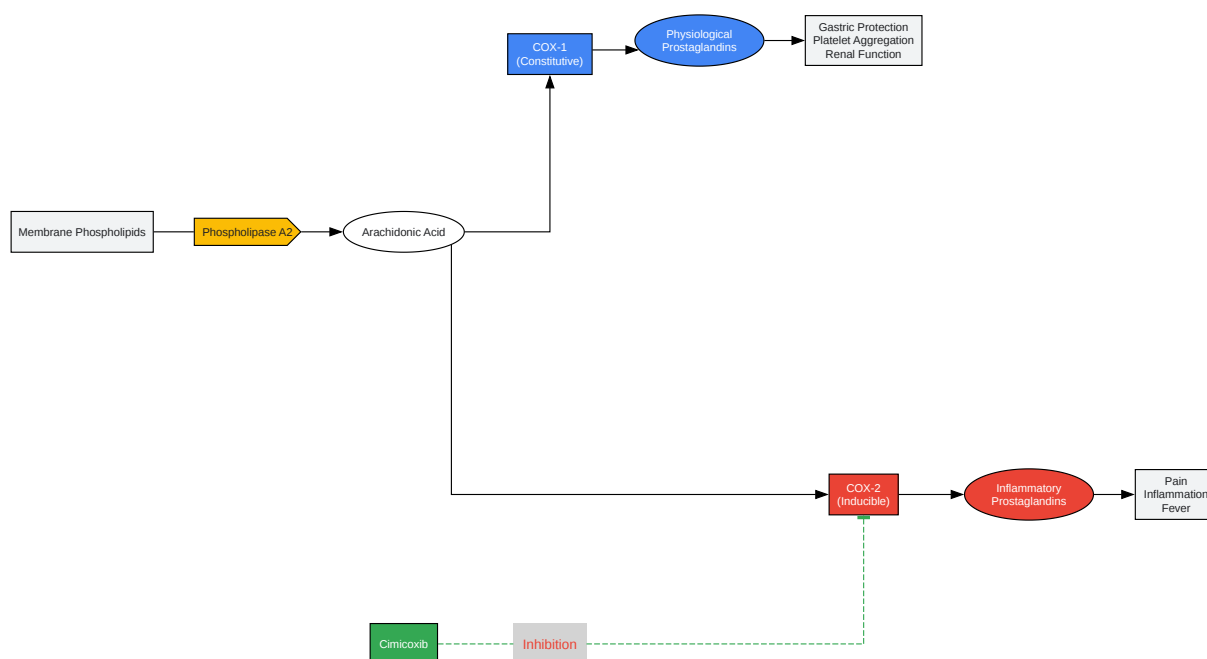 COX-1
(Constitutive)
Physiological
Prostaglandins
Gastric Protection
Platelet Aggregation
Renal Function
Membrane Phospholipids
Phospholipase A2
Arachidonic Acid
COX-2
(Inducible)
Inflammatory
Prostaglandins
Pain
Inflammation
Fever
Cimicoxib
Inhibition